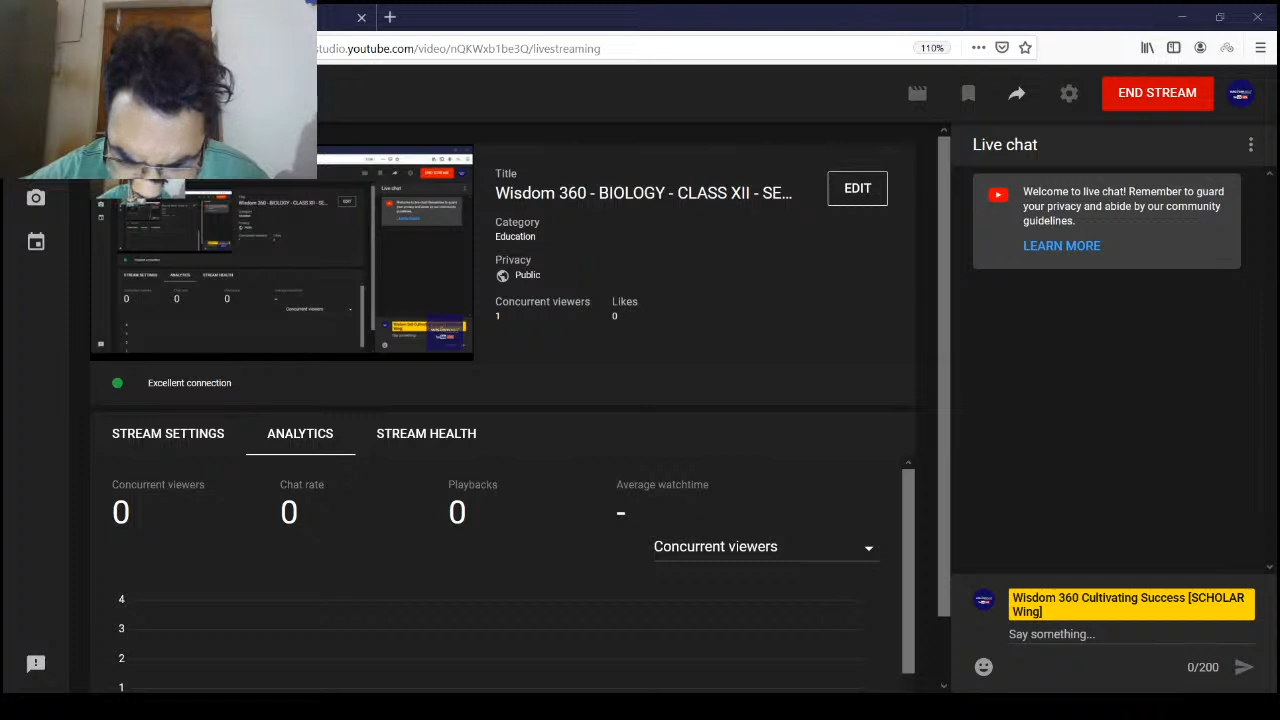 studio.youtube.com/video/nQKWxb1be3Q/livestreaming
110%
END STREAM
Title
Wisdom 360 - BIOLOGY - CLASS XII - SE...
EDIT
Category
Education
Privacy
Public
Concurrent viewers
Likes
1
0
Excellent connection
STREAM SETTINGS
ANALYTICS
STREAM HEALTH
Concurrent viewers
Chat rate
Playbacks
Average watchtime
0
0
0
-
Concurrent viewers
4
3
2
1
Live chat
Welcome to live chat! Remember to guard
your privacy and abide by our community
guidelines.
LEARN MORE
Wisdom 360 Cultivating Success [SCHOLAR
Wing]
Say something...
0/200